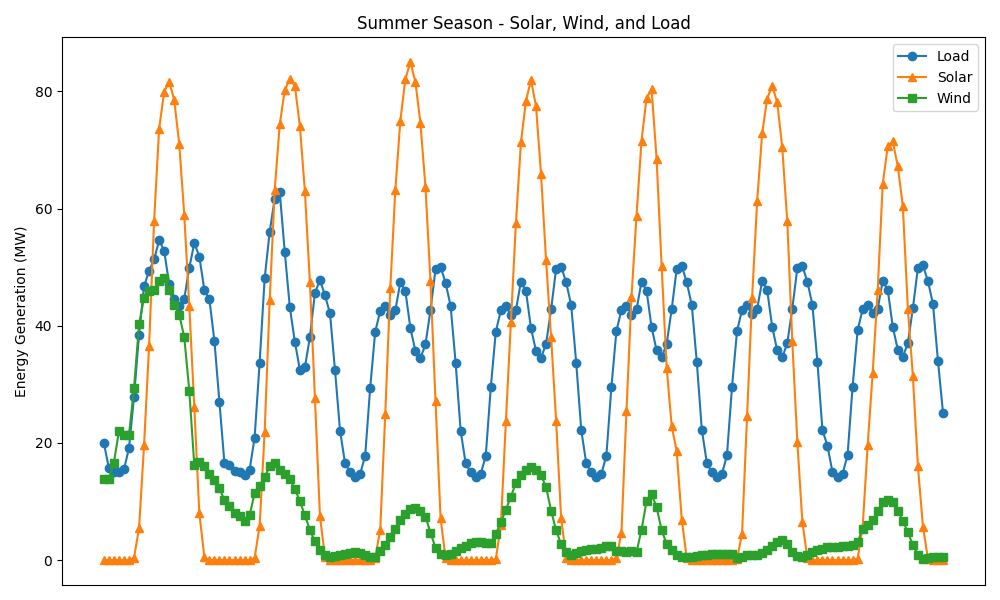 Summer Season - Solar, Wind, and Load
Load
Solar
Wind
Energy Generation (MW)
80
60
40
20
0